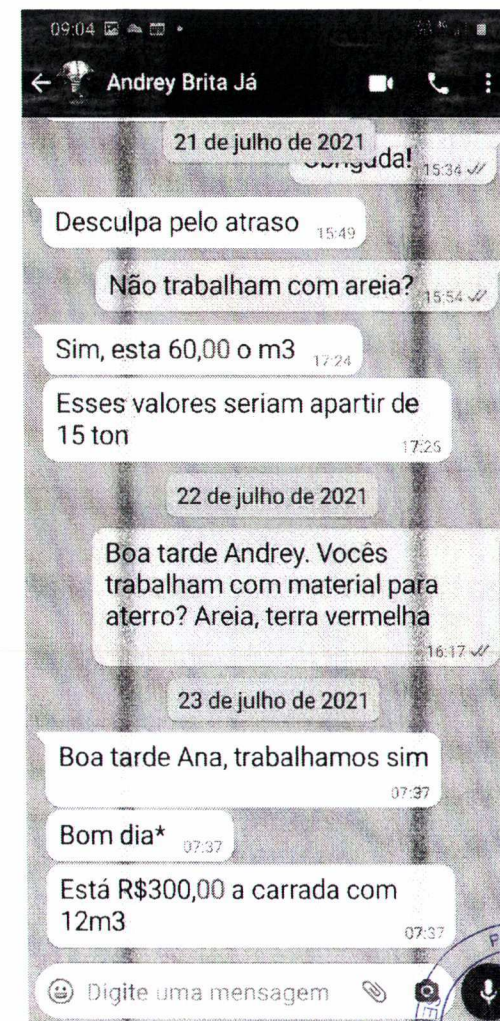 09:04
Andrey Brita Já
21 de julho de 2021
15:34
Desculpa pelo atraso 15:49
Não trabalham com areia? 15:54
Sim, esta 60,00 o m3 17:24
Esses valores seriam apartir de
15 ton 17:25
22 de julho de 2021
Boa tarde Andrey. Vocês
trabalham com material para
aterro? Areia, terra vermelha
16:17
23 de julho de 2021
Boa tarde Ana, trabalhamos sim
07:37
Bom dia* 07:37
Está R$300,00 a carrada com
12m3 07:37
Digite uma mensagem